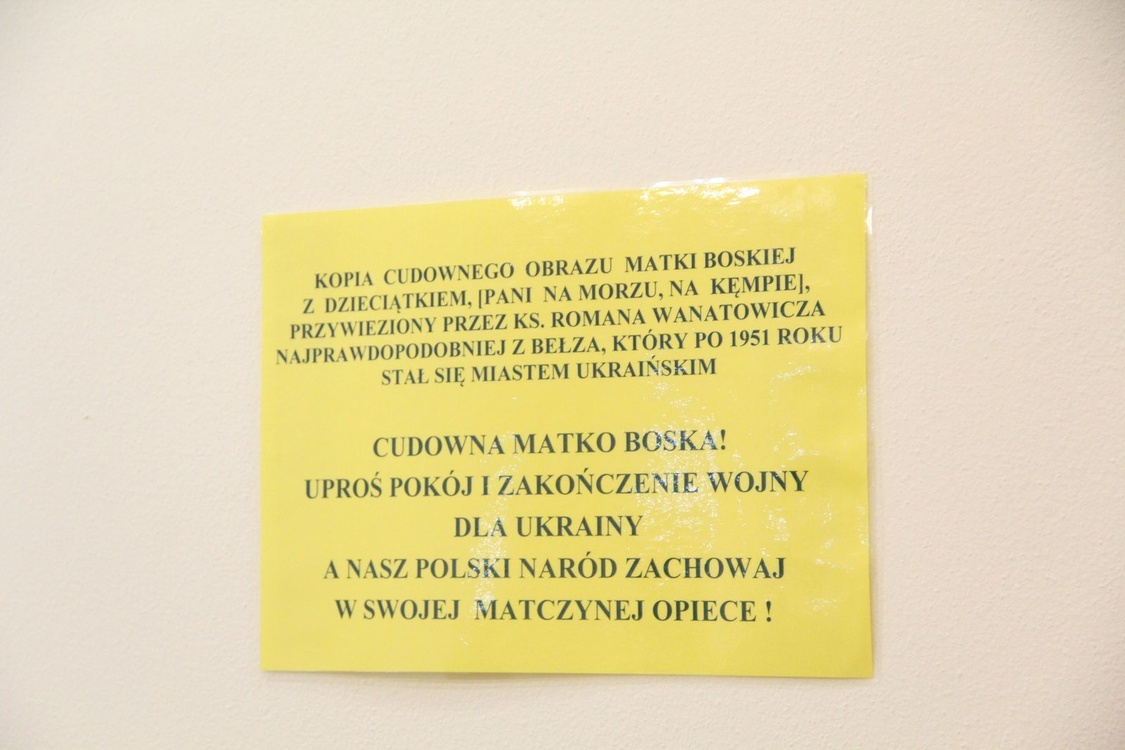 KOPIA CUDOWNEGO OBRAZU MATKI BOSKIEJ
Z DZIECIĄTKIEM, [PANI NA MORZU, NA KĘMPIE],
PRZYWIEZIONY PRZEZ KS. ROMANA WANATOWICZA
NAJPRAWDOPODOBNIEJ Z BEŁZA, KTÓRY PO 1951 ROKU
STAŁ SIĘ MIASTEM UKRAIŃSKIM
CUDOWNA MATKO BOSKA!
UPROŚ POKÓJ I ZAKOŃCZENIE WOJNY
DLA UKRAINY
A NASZ POLSKI NARÓD ZACHOWAJ
W SWOJEJ MATCZYNEJ OPIECE !